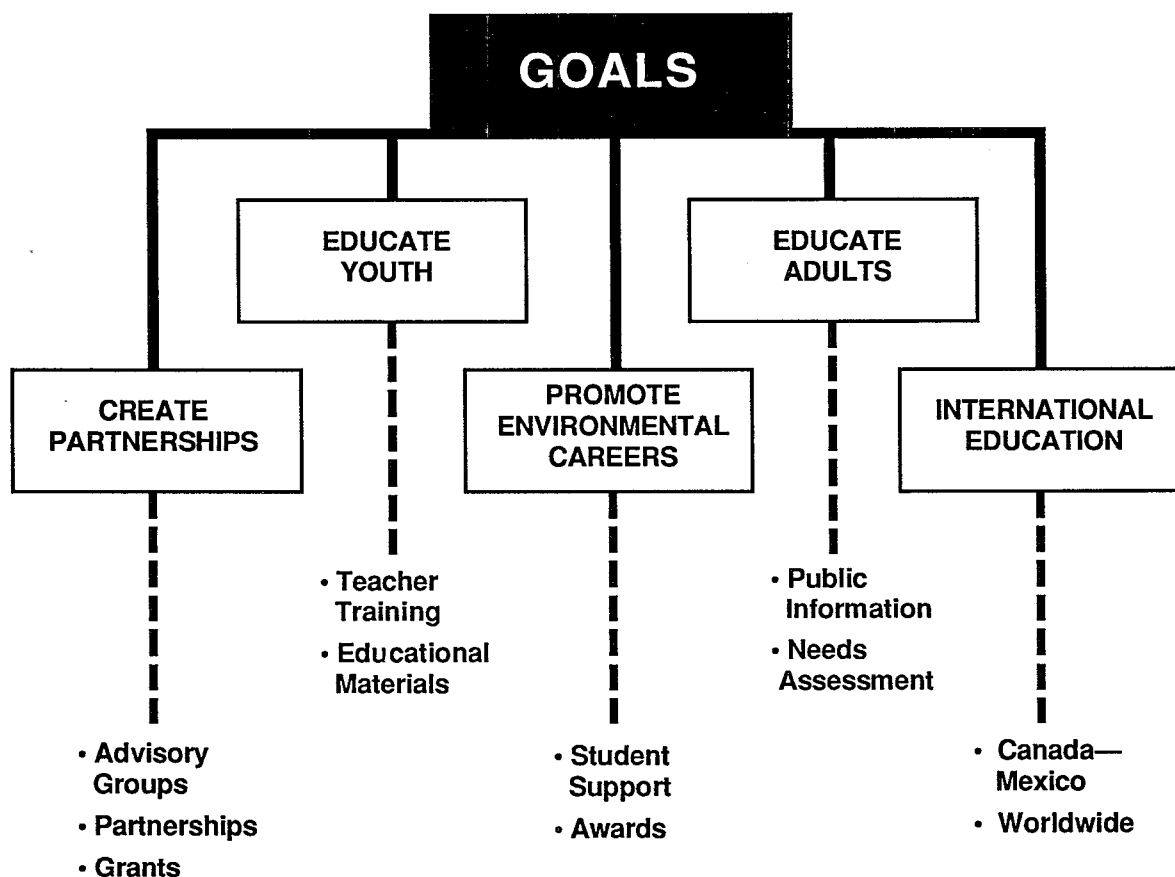 GOALS
EDUCATE
YOUTH
EDUCATE
ADULTS
CREATE
PARTNERSHIPS
PROMOTE
ENVIRONMENTAL
CAREERS
INTERNATIONAL
EDUCATION
• Teacher
Training
• Educational
Materials
• Public
Information
• Needs
Assessment
• Advisory
Groups
• Partnerships
• Grants
• Student
Support
• Awards
• Canada—
Mexico
• Worldwide